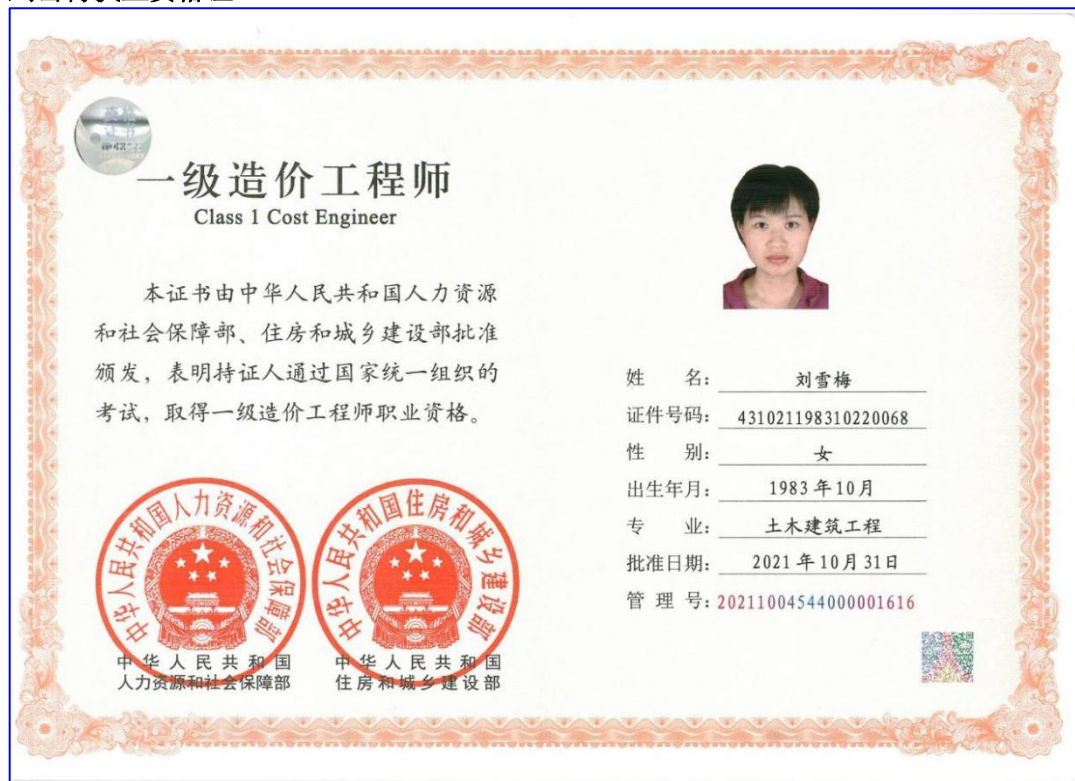 一级造价工程师
Class 1 Cost Engineer
本证书由中华人民共和国人力资源
和社会保障部、住房和城乡建设部批准
颁发，表明持证人通过国家统一组织的
考试，取得一级造价工程师职业资格。
中华人民共和国人力资源和社会保障部
中华人民共和国住房和城乡建设部
中华人民共和国
人力资源和社会保障部
中华人民共和国
住房和城乡建设部
姓 名： 刘雪梅
证件号码： 431021198310220068
性 别： 女
出生年月： 1983年10月
专 业： 土木建筑工程
批准日期： 2021年10月31日
管 理 号：20211004544000001616